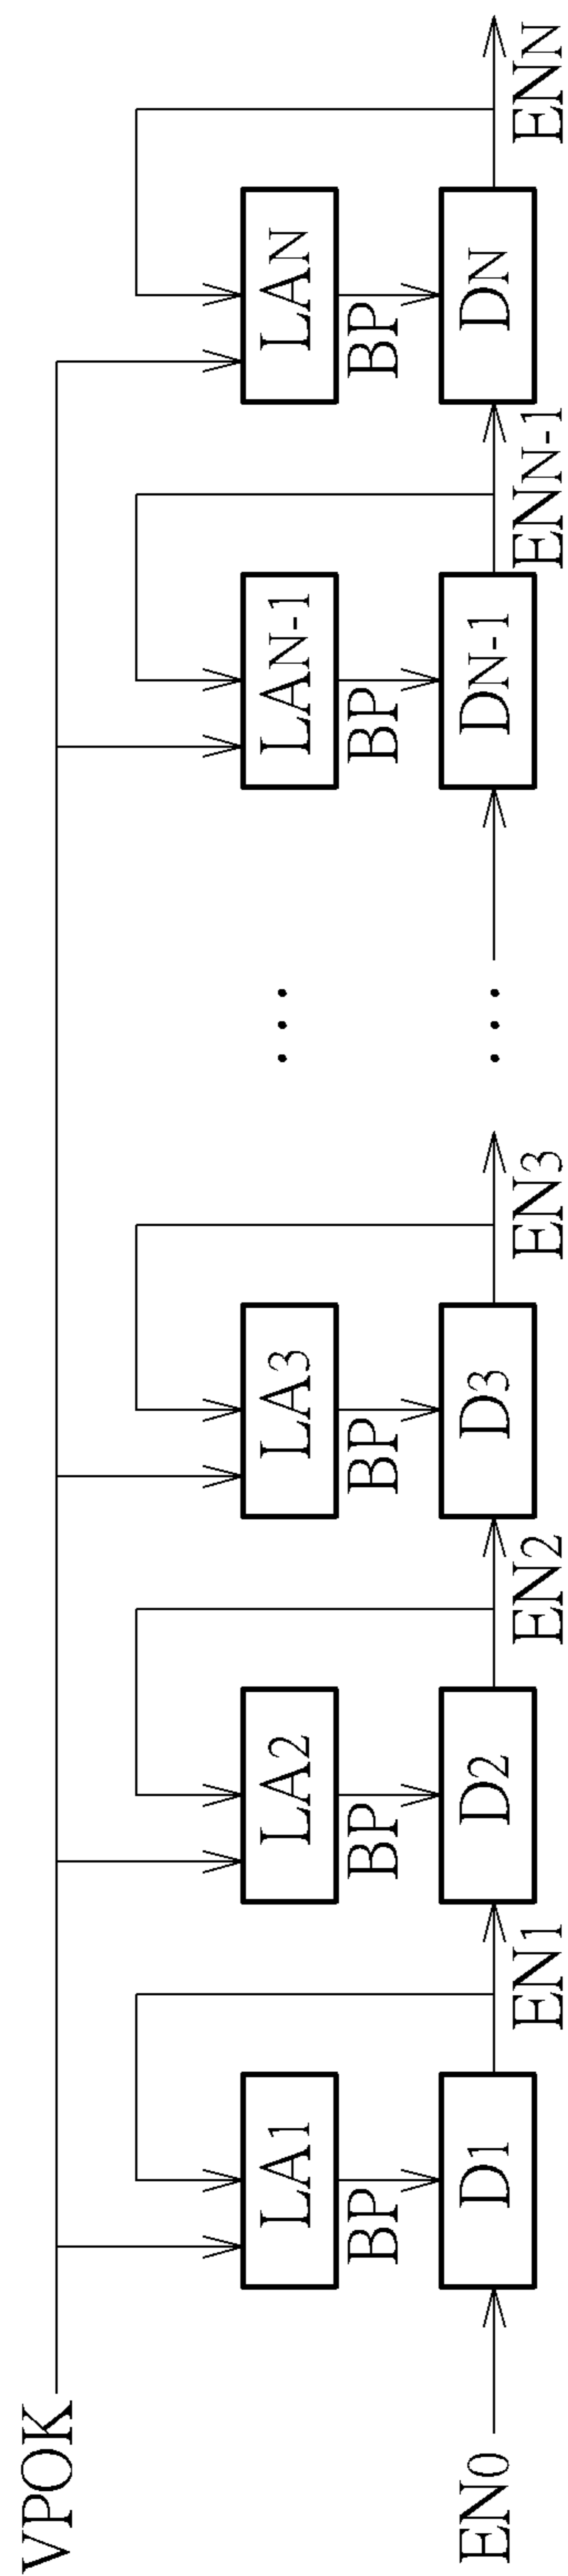 VPOK
LA1
LA2
LA3
...
LAN-1
LAN
BP
BP
BP
BP
BP
D1
D2
D3
...
DN-1
DN
EN0
EN1
EN2
EN3
ENN-1
ENN